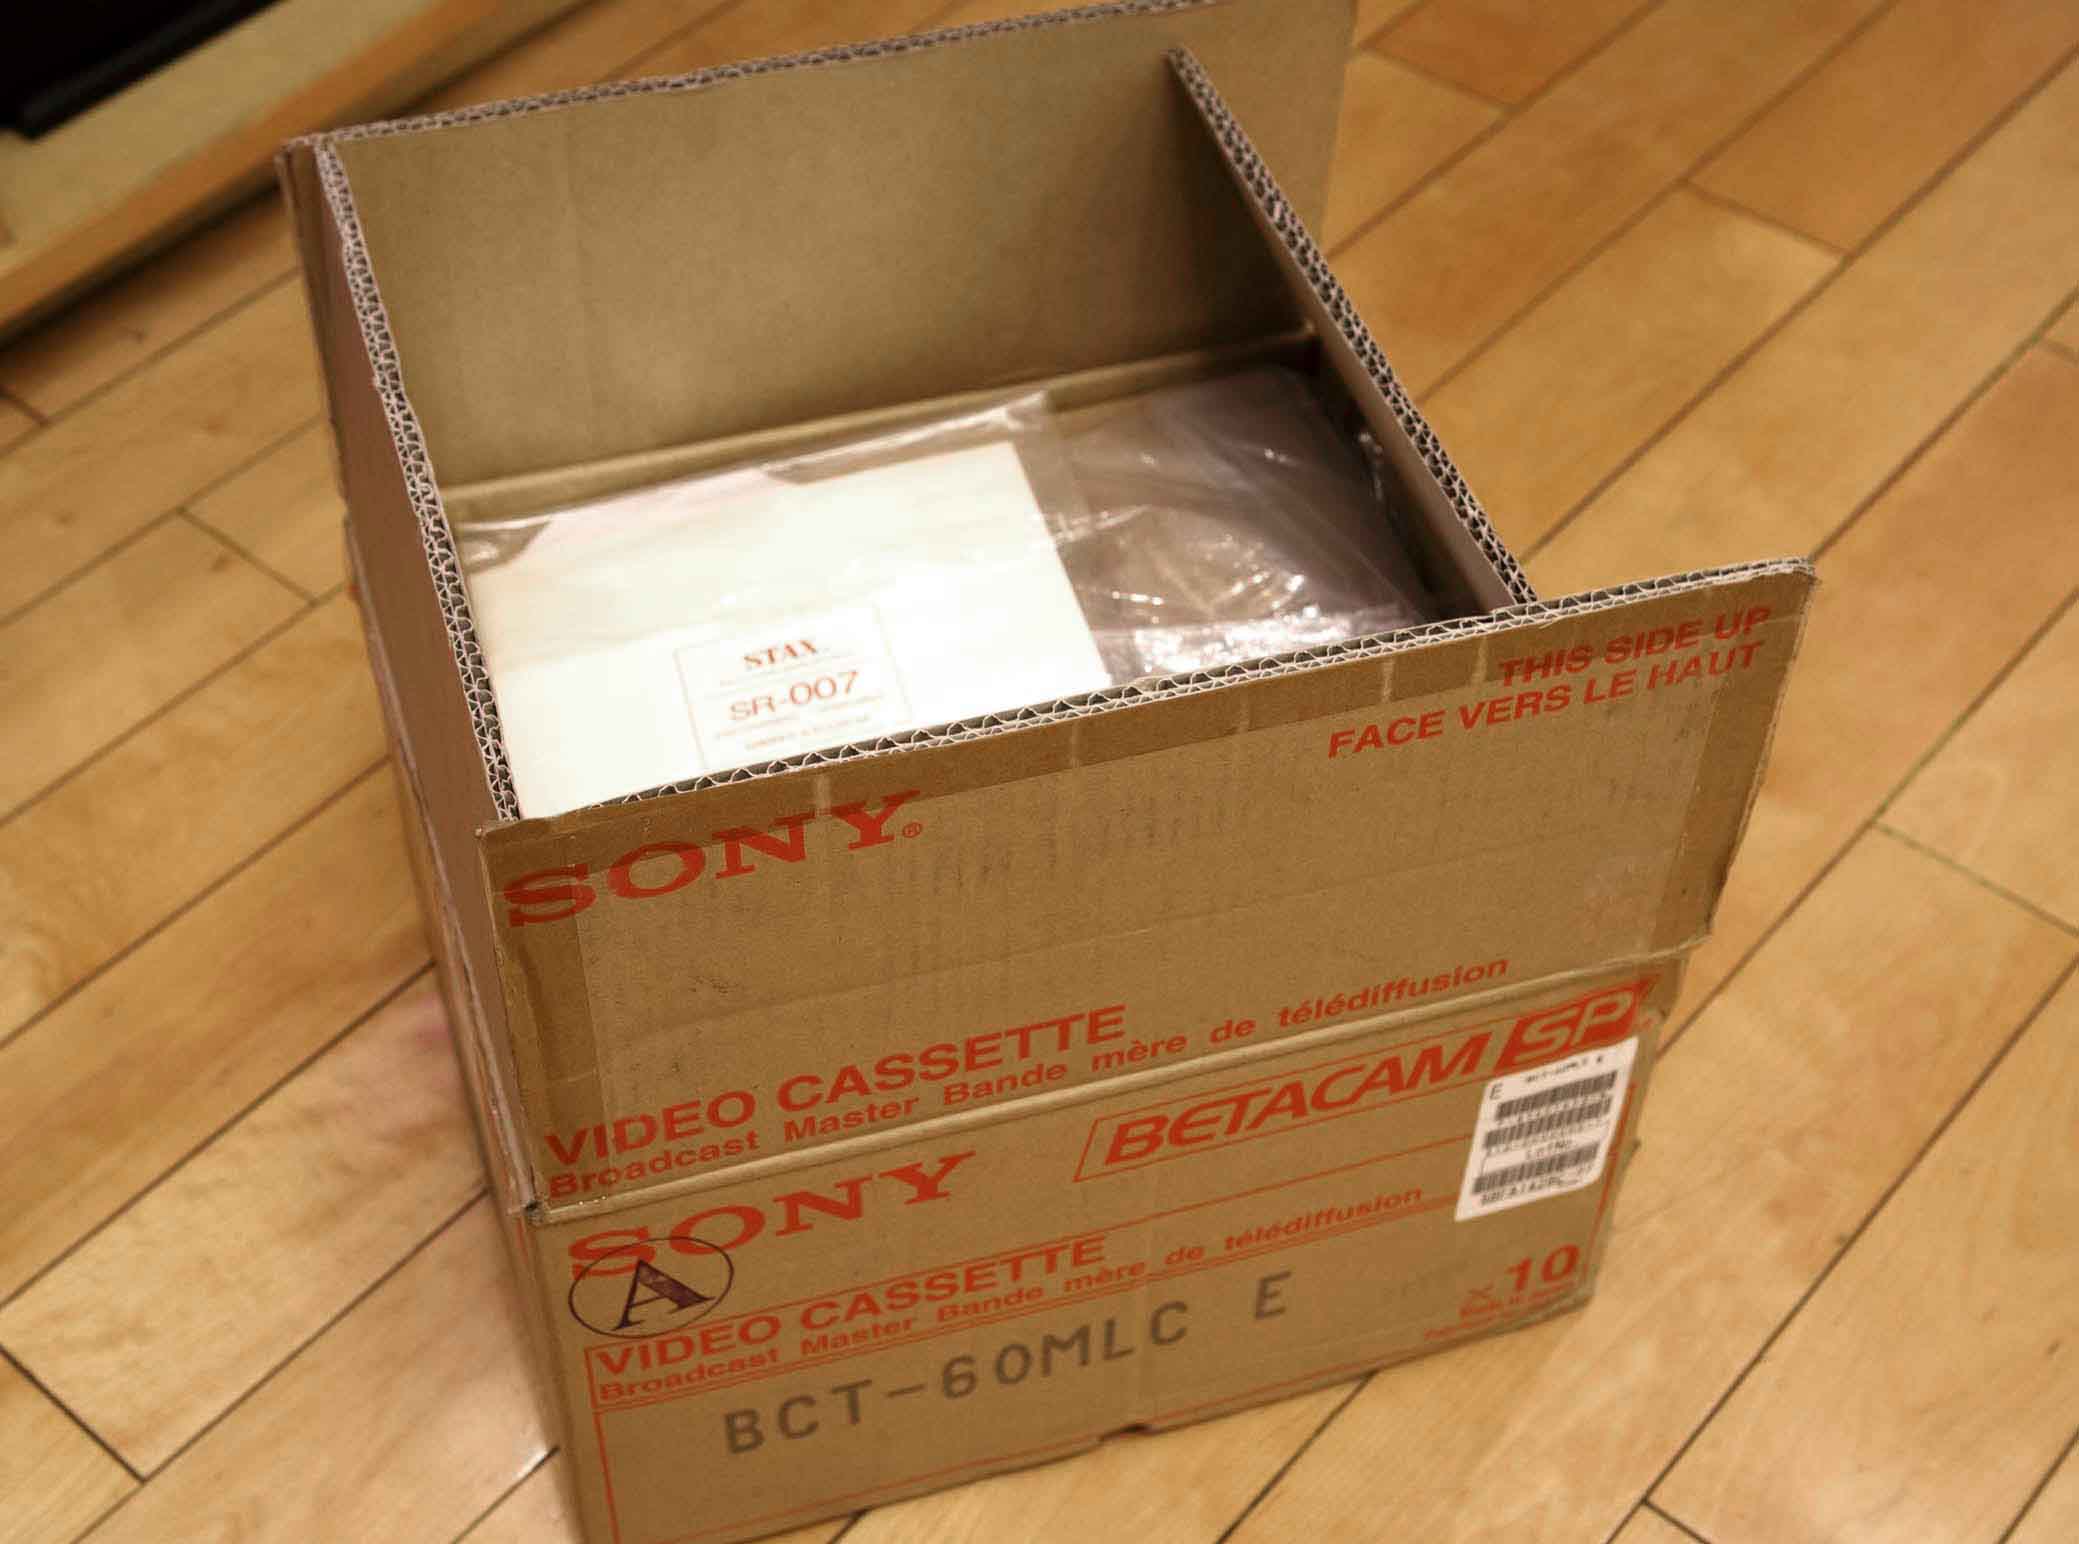 STAX
SR-007
THIS SIDE UP
FACE VERS LE HAUT
SONY®
VIDEO CASSETTE
Broadcast Master Bande mère de télédiffusion
SONY
BETACAM SP
E
A
VIDEO CASSETTE
Broadcast Master Bande mère de télédiffusion
x 10
BCT-60MLC E